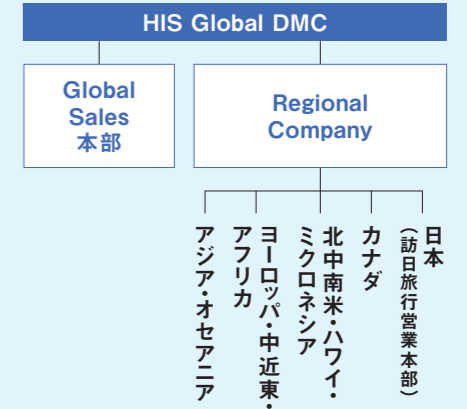 HIS Global DMC
Global
Sales
本部
Regional
Company
日本
（訪日旅行営業本部）
カナダ
北中南米・ハワイ・
ミクロネシア
ヨーロッパ・中近東・
アフリカ
アジア・オセアニア